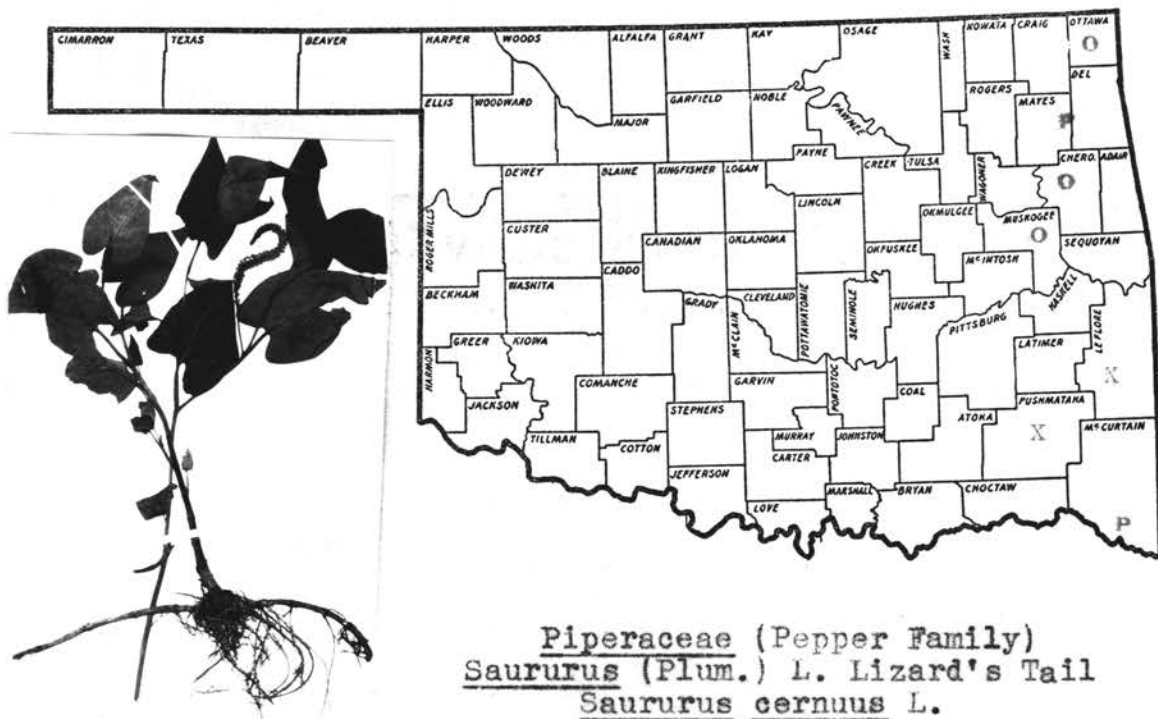 CIMARRON TEXAS BEAVER HARPER WOODS ALFALFA GRANT KAY OSAGE WASH NOWATA CRAIG OTTAWA
O
DEL
ELLIS WOODWARD GARFIELD NOBLE PAWNEE ROGERS MAYES
MAJOR
P
PAYNE
DEWEY BLAINE KINGFISHER LOGAN CREEK TULSA WAGONER CHERO. ADAIR
O
LINCOLN
ROGER MILLS CUSTER CANADIAN OKLAHOMA OKMULGEE MUSKOGEE
O
OKFUSKEE SEQUOYAH
CADDO McINTOSH
BECKHAM WASHITA GRADY CLEVELAND McCLAIN POTTAWATOMIE SEMINOLE HUGHES PITTSBURG HASKELL
GREER KIOWA LATIMER LE FLORE
HARMON COMANCHE GARVIN PONTOTOC COAL
X
JACKSON STEPHENS ATOKA PUSHMATAHA
X
McCURTAIN
TILLMAN COTTON MURRAY JOHNSTON
CARTER
JEFFERSON MARSHALL BRYAN CHOCTAW
LOVE
P
Piperaceae (Pepper Family)
Saururus (Plum.) L. Lizard's Tail
Saururus cernuus L.